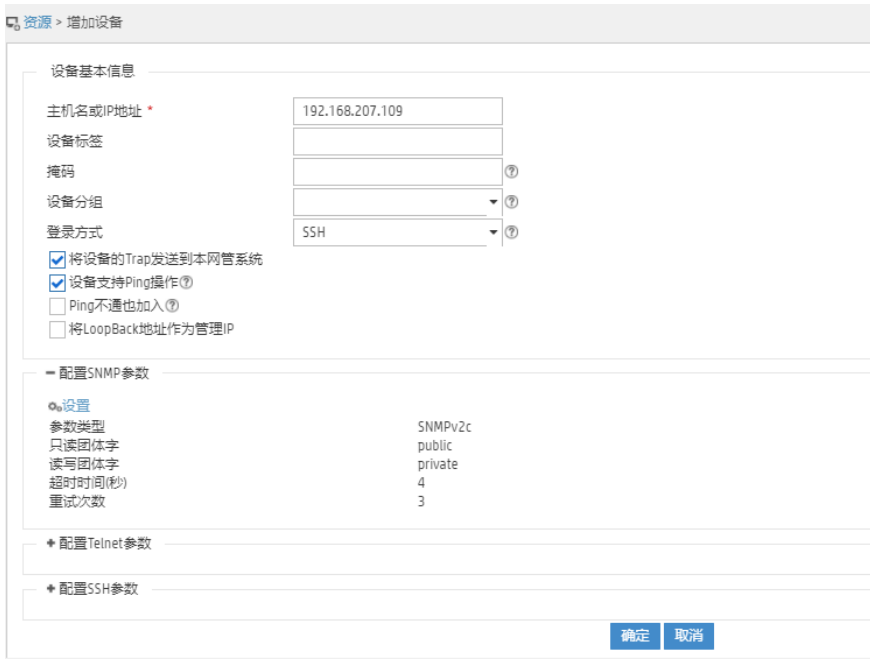 资源 > 增加设备
设备基本信息
主机名或IP地址 * 192.168.207.109
设备标签
掩码
设备分组
登录方式 SSH
将设备的Trap发送到本网管系统
设备支持Ping操作
Ping不通也加入
将LoopBack地址作为管理IP
配置SNMP参数
设置
参数类型 SNMPv2c
只读团体字 public
读写团体字 private
超时时间(秒) 4
重试次数 3
配置Telnet参数
配置SSH参数
确定 取消